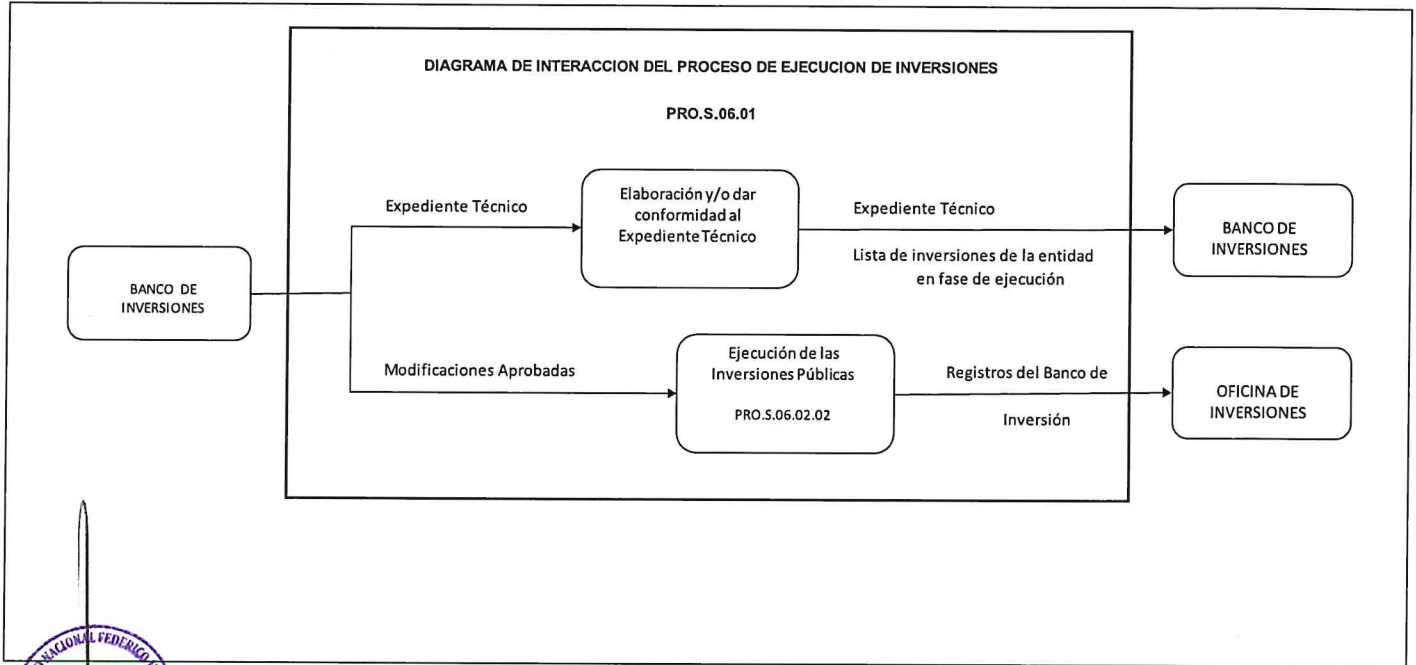 DIAGRAMA DE INTERACCION DEL PROCESO DE EJECUCION DE INVERSIONES
PRO.S.06.01
BANCO DE
INVERSIONES
Expediente Técnico
Elaboración y/o dar
conformidad al
Expediente Técnico
Expediente Técnico
Lista de inversiones de la entidad
en fase de ejecución
BANCO DE
INVERSIONES
Modificaciones Aprobadas
Ejecución de las
Inversiones Públicas
PRO.S.06.02.02
Registros del Banco de
Inversión
OFICINA DE
INVERSIONES
NACIONAL FEDERICO